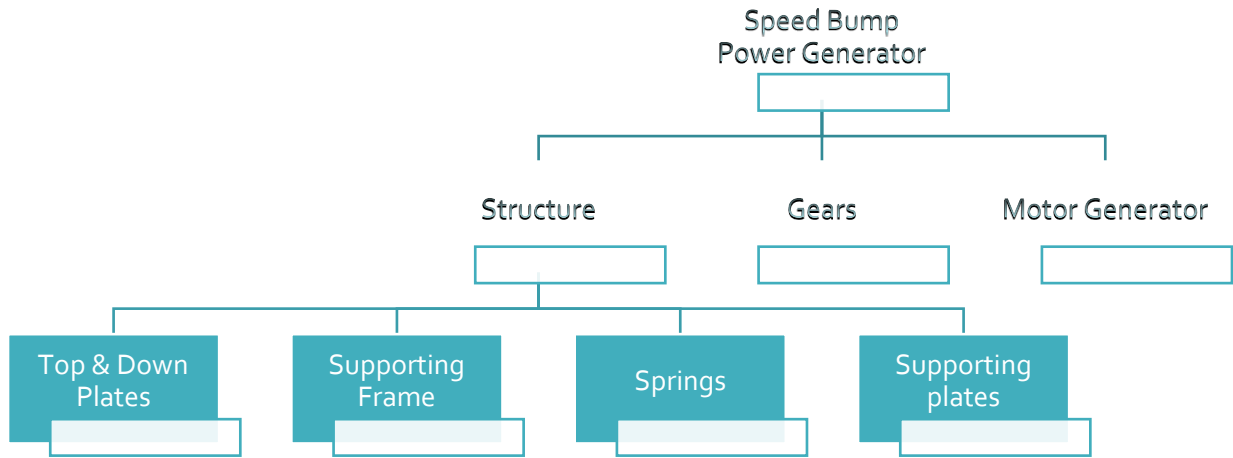 Speed Bump
Power Generator
Structure
Gears
Motor Generator
Top & Down
Plates
Supporting
Frame
Springs
Supporting
plates